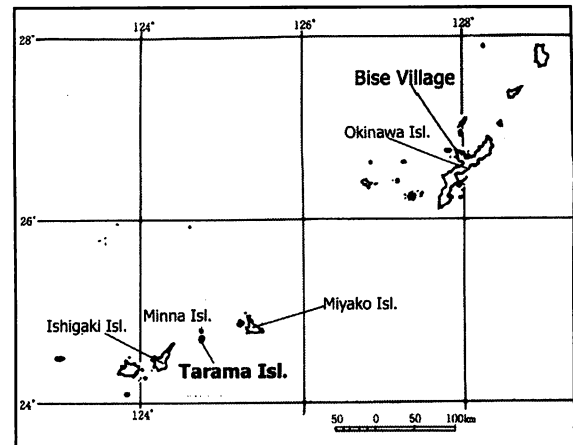 124°
128°
28°
Bise Village
Okinawa Isl.
26°
Minna Isl.
Miyako Isl.
Ishigaki Isl.
Tarama Isl.
24°
124°
128°
50 0 50 100km